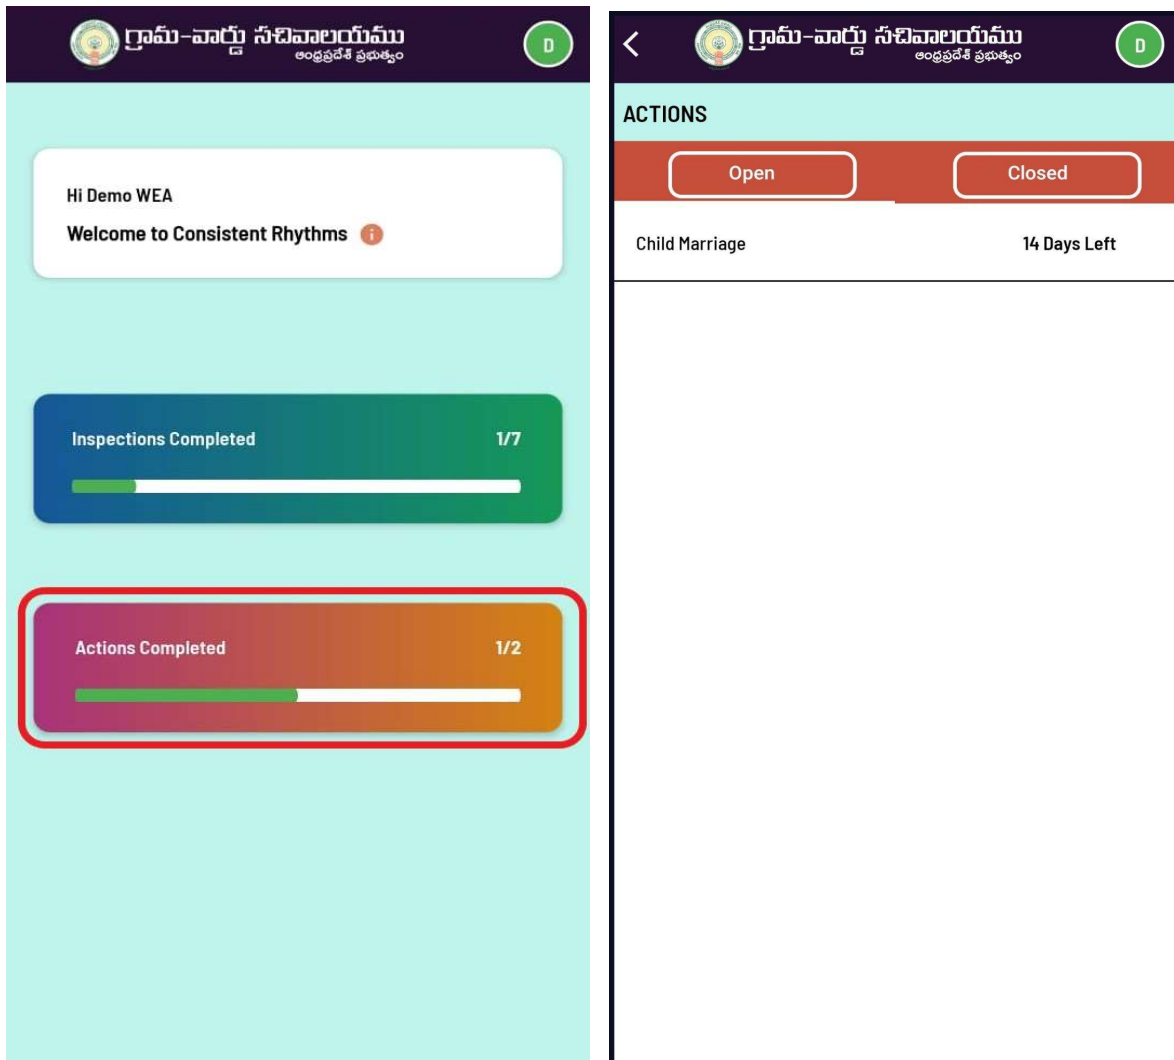 గ్రామ-వార్డు సచివాలయము
ఆంధ్రప్రదేశ్ ప్రభుత్వం
D
Hi Demo WEA
Welcome to Consistent Rhythms
Inspections Completed 1/7
Actions Completed 1/2
గ్రామ-వార్డు సచివాలయము
ఆంధ్రప్రదేశ్ ప్రభుత్వం
D
ACTIONS
Open Closed
Child Marriage 14 Days Left